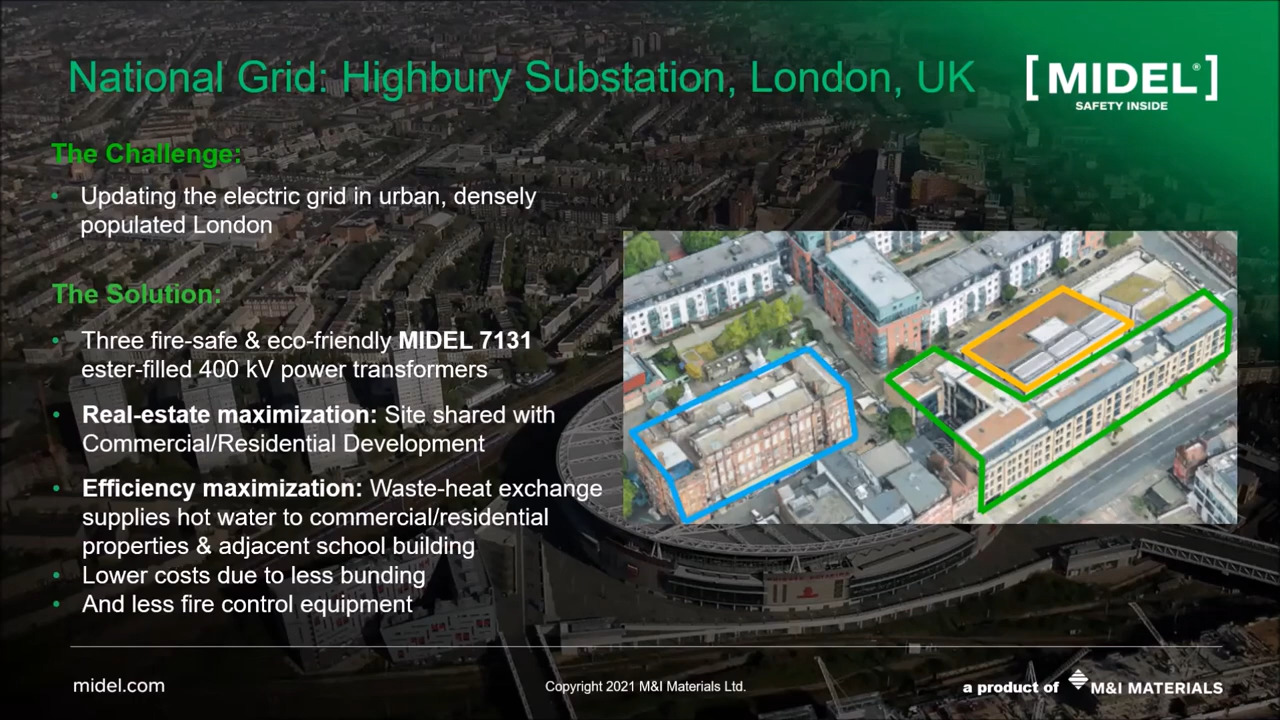 National Grid: Highbury Substation, London, UK
[MIDEL®]
SAFETY INSIDE
The Challenge:
• Updating the electric grid in urban, densely
populated London
The Solution:
• Three fire-safe & eco-friendly MIDEL 7131
ester-filled 400 kV power transformers
• Real-estate maximization: Site shared with
Commercial/Residential Development
• Efficiency maximization: Waste-heat exchange
supplies hot water to commercial/residential
properties & adjacent school building
• Lower costs due to less bunding
• And less fire control equipment
midel.com
Copyright 2021 M&I Materials Ltd.
a product of M&I MATERIALS